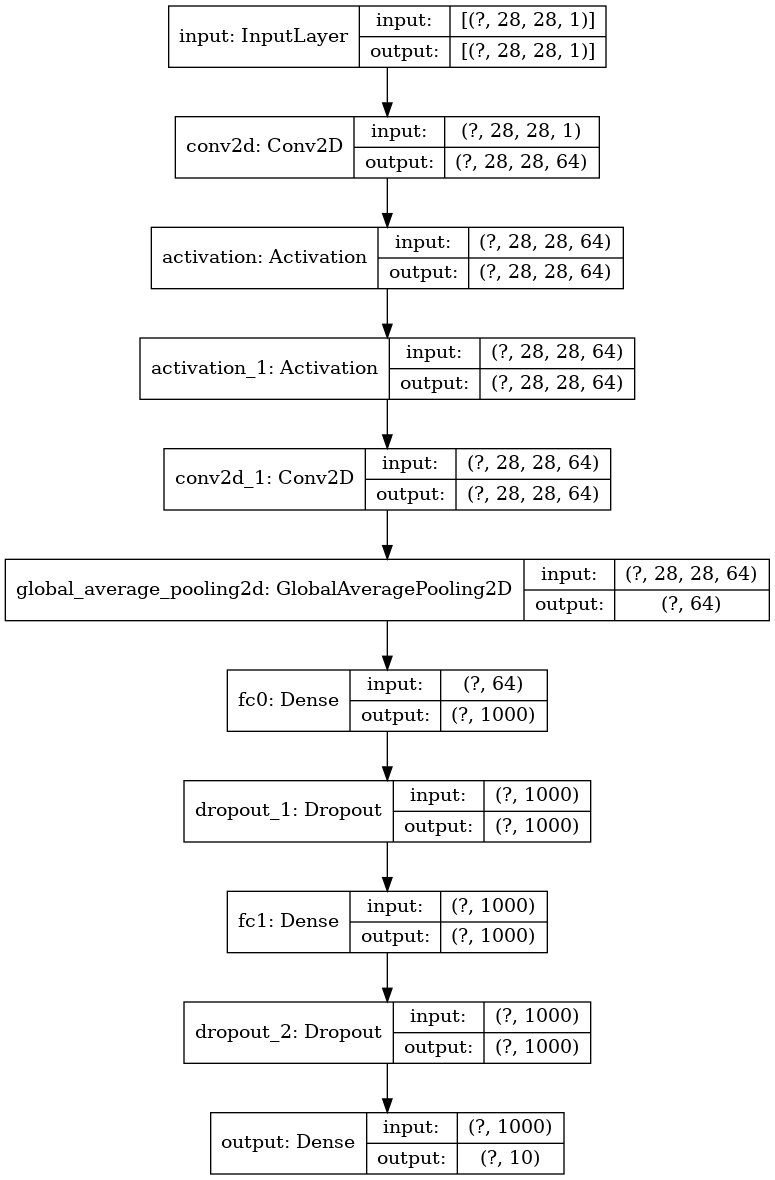 input: InputLayer input: [(?, 28, 28, 1)]
output: [(?, 28, 28, 1)]
conv2d: Conv2D input: (?, 28, 28, 1)
output: (?, 28, 28, 64)
activation: Activation input: (?, 28, 28, 64)
output: (?, 28, 28, 64)
activation_1: Activation input: (?, 28, 28, 64)
output: (?, 28, 28, 64)
conv2d_1: Conv2D input: (?, 28, 28, 64)
output: (?, 28, 28, 64)
global_average_pooling2d: GlobalAveragePooling2D input: (?, 28, 28, 64)
output: (?, 64)
fc0: Dense input: (?, 64)
output: (?, 1000)
dropout_1: Dropout input: (?, 1000)
output: (?, 1000)
fc1: Dense input: (?, 1000)
output: (?, 1000)
dropout_2: Dropout input: (?, 1000)
output: (?, 1000)
output: Dense input: (?, 1000)
output: (?, 10)